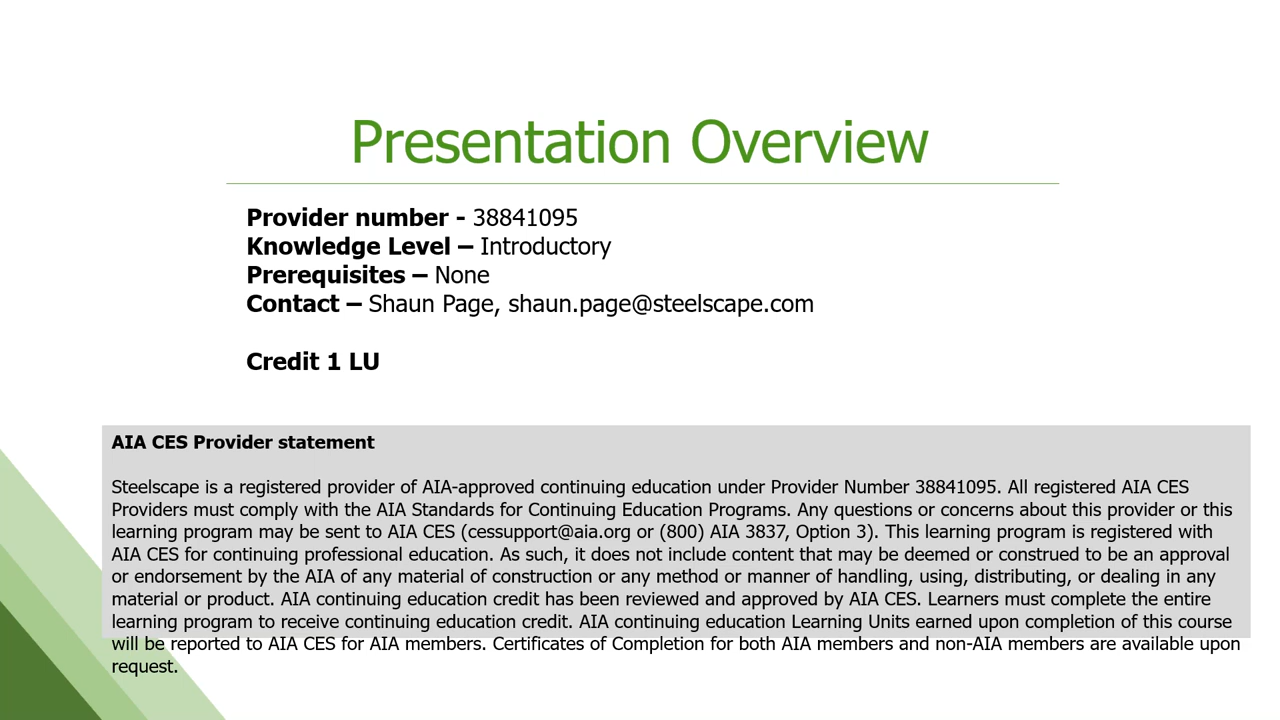 Presentation Overview
Provider number - 38841095
Knowledge Level – Introductory
Prerequisites – None
Contact – Shaun Page, shaun.page@steelscape.com
Credit 1 LU
AIA CES Provider statement
Steelscape is a registered provider of AIA-approved continuing education under Provider Number 38841095. All registered AIA CES
Providers must comply with the AIA Standards for Continuing Education Programs. Any questions or concerns about this provider or this
learning program may be sent to AIA CES (cessupport@aia.org or (800) AIA 3837, Option 3). This learning program is registered with
AIA CES for continuing professional education. As such, it does not include content that may be deemed or construed to be an approval
or endorsement by the AIA of any material of construction or any method or manner of handling, using, distributing, or dealing in any
material or product. AIA continuing education credit has been reviewed and approved by AIA CES. Learners must complete the entire
learning program to receive continuing education credit. AIA continuing education Learning Units earned upon completion of this course
will be reported to AIA CES for AIA members. Certificates of Completion for both AIA members and non-AIA members are available upon
request.